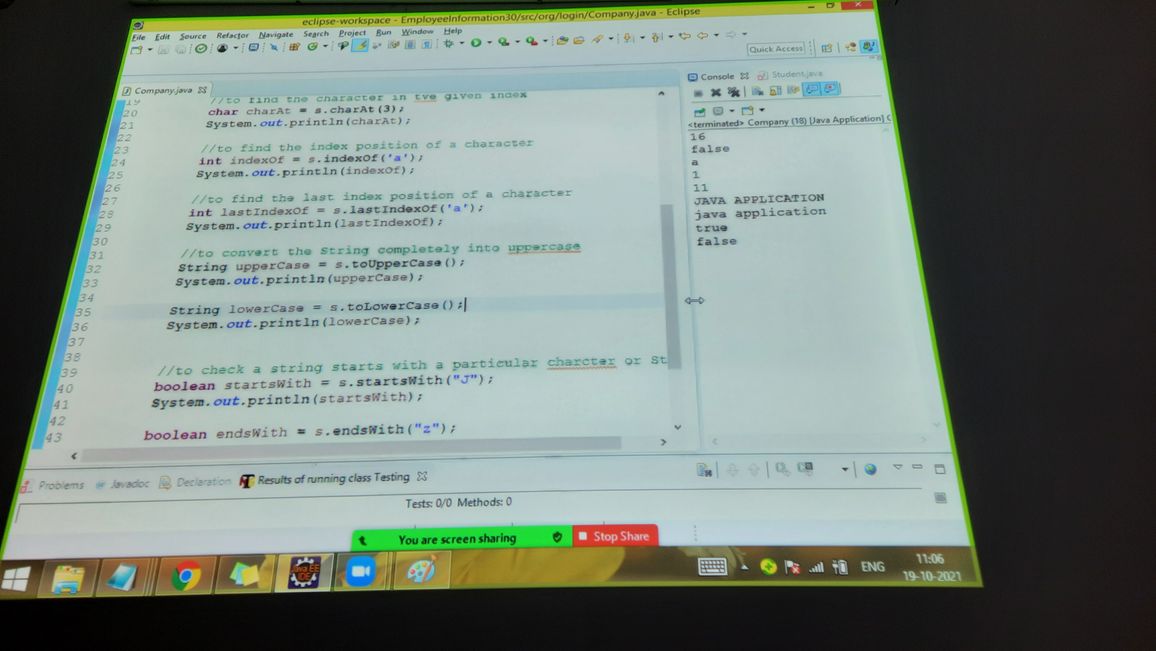 eclipse-workspace - EmployeeInformation30/src/org/login/Company.java - Eclipse
File Edit Source Refactor Navigate Search Project Run Window Help
Quick Access
Company.java
19 //to find the character in tve given index
20 char charAt = s.charAt(3);
21 System.out.println(charAt);
22
23 //to find the index position of a character
24 int indexOf = s.indexOf('a');
25 System.out.println(indexOf);
26
27 //to find the last index position of a character
28 int lastIndexOf = s.lastIndexOf('a');
29 System.out.println(lastIndexOf);
30
31 //to convert the String completely into uppercase
32 String upperCase = s.toUpperCase();
33 System.out.println(upperCase);
34
35 String lowerCase = s.toLowerCase();
36 System.out.println(lowerCase);
37
38
39 //to check a string starts with a particular charcter or St
40 boolean startsWith = s.startsWith("J");
41 System.out.println(startsWith);
42
43 boolean endsWith = s.endsWith("z");
Console Student.java
<terminated> Company (18) [Java Application] C
16
false
a
1
11
JAVA APPLICATION
java application
true
false
Problems @ Javadoc Declaration Results of running class Testing
Tests: 0/0 Methods: 0
You are screen sharing Stop Share
Java EE
IDE
ENG
11:06
19-10-2021